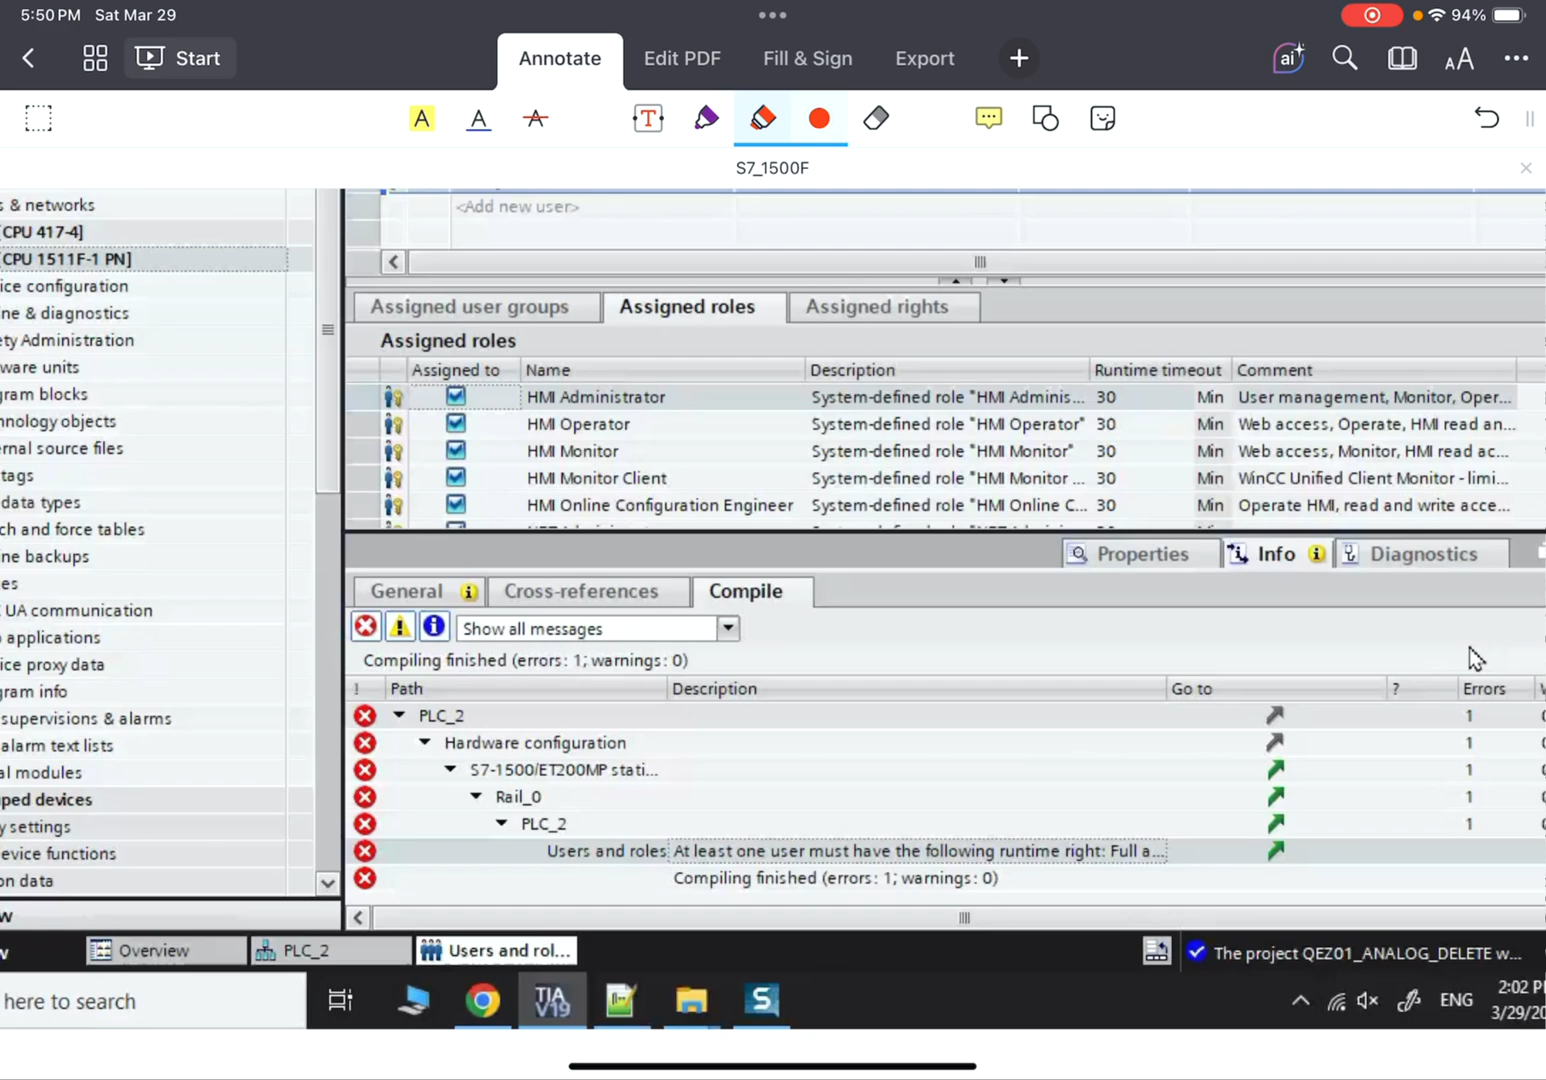 5:50 PM Sat Mar 29
94%
Start
Annotate
Edit PDF
Fill & Sign
Export
ai
AA
A
A
A
T
S7_1500F
s & networks
[CPU 417-4]
[CPU 1511F-1 PN]
ice configuration
ne & diagnostics
ety Administration
ware units
gram blocks
hnology objects
ernal source files
tags
data types
ch and force tables
ine backups
es
UA communication
applications
ice proxy data
gram info
supervisions & alarms
alarm text lists
al modules
ped devices
y settings
evice functions
on data
w
<Add new user>
Assigned user groups
Assigned roles
Assigned rights
Assigned roles
Assigned to Name Description Runtime timeout Comment
HMI Administrator System-defined role "HMI Adminis... 30 Min User management, Monitor, Oper...
HMI Operator System-defined role "HMI Operator" 30 Min Web access, Operate, HMI read an...
HMI Monitor System-defined role "HMI Monitor" 30 Min Web access, Monitor, HMI read ac...
HMI Monitor Client System-defined role "HMI Monitor ... 30 Min WinCC Unified Client Monitor - limi...
HMI Online Configuration Engineer System-defined role "HMI Online C... 30 Min Operate HMI, read and write acce...
Properties
Info
Diagnostics
General
Cross-references
Compile
Show all messages
Compiling finished (errors: 1; warnings: 0)
! Path Description Go to ? Errors
PLC_2 1
Hardware configuration 1
S7-1500/ET200MP stati... 1
Rail_0 1
PLC_2 1
Users and roles At least one user must have the following runtime right: Full a...
Compiling finished (errors: 1; warnings: 0)
w
Overview
PLC_2
Users and rol...
The project QEZ01_ANALOG_DELETE w...
here to search
TIA V19
S
ENG
2:02 P
3/29/20